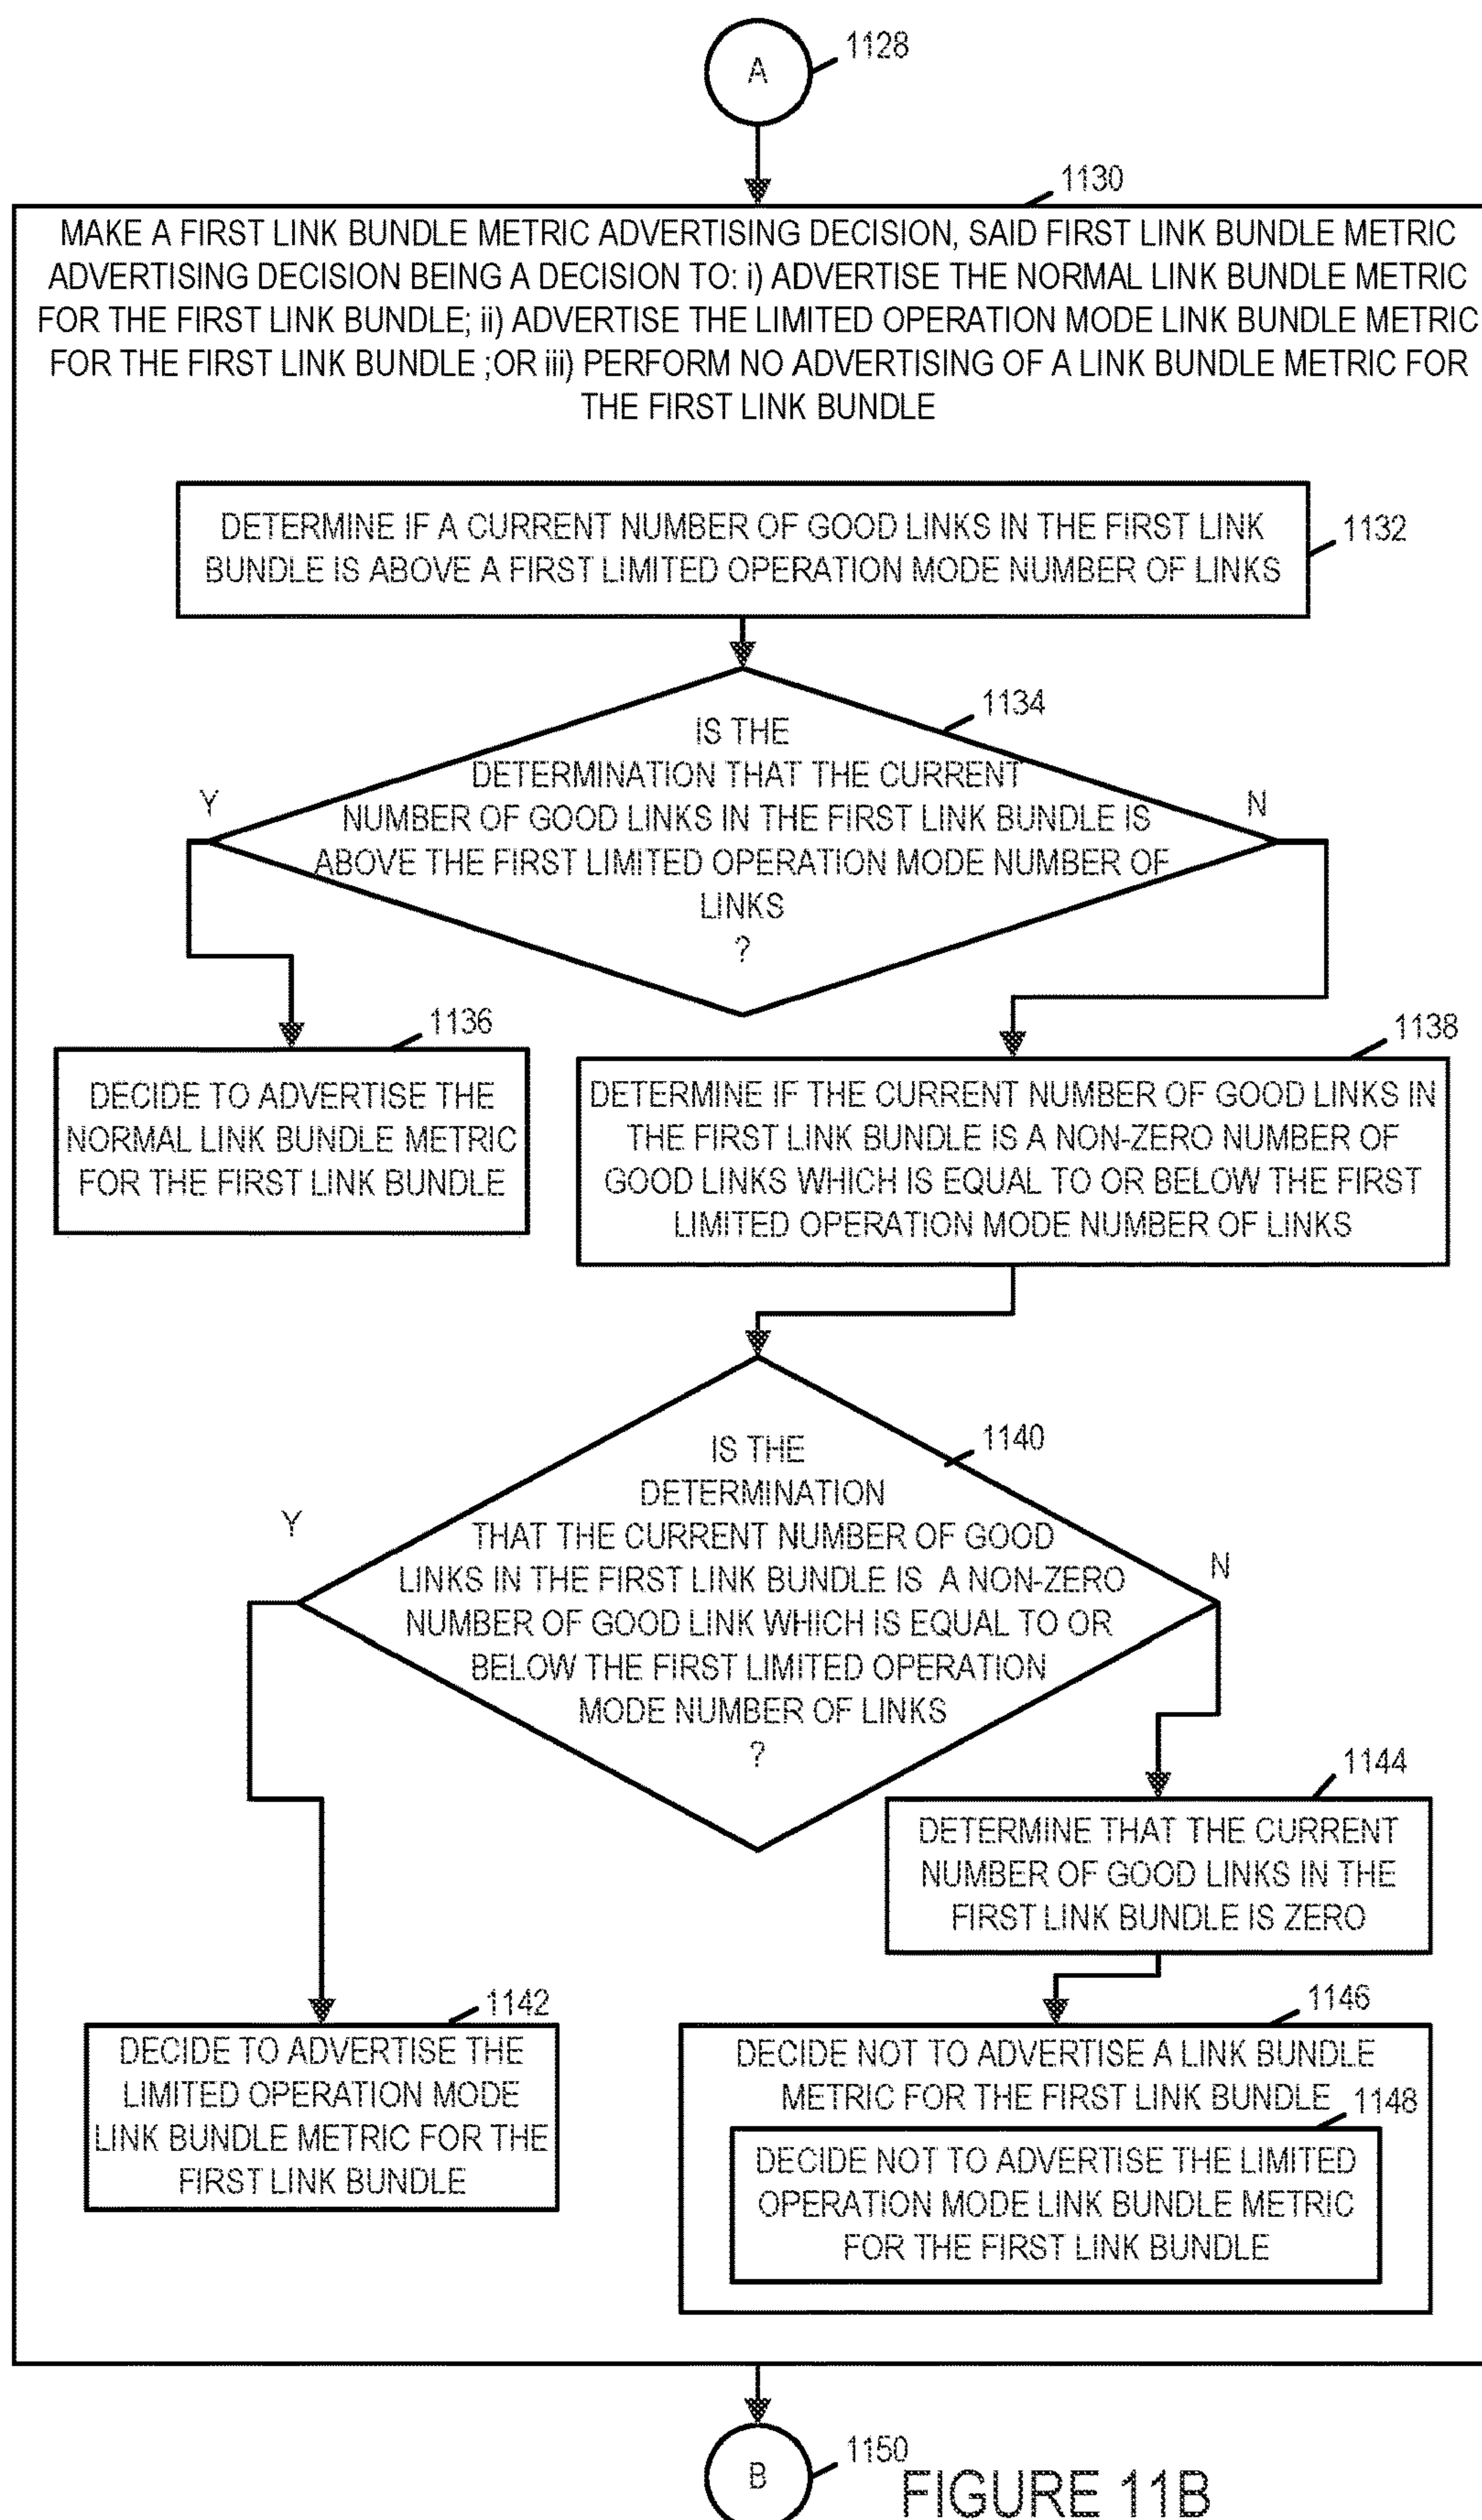 A
1128
1130
MAKE A FIRST LINK BUNDLE METRIC ADVERTISING DECISION, SAID FIRST LINK BUNDLE METRIC
ADVERTISING DECISION BEING A DECISION TO: i) ADVERTISE THE NORMAL LINK BUNDLE METRIC
FOR THE FIRST LINK BUNDLE; ii) ADVERTISE THE LIMITED OPERATION MODE LINK BUNDLE METRIC
FOR THE FIRST LINK BUNDLE ;OR iii) PERFORM NO ADVERTISING OF A LINK BUNDLE METRIC FOR
THE FIRST LINK BUNDLE
DETERMINE IF A CURRENT NUMBER OF GOOD LINKS IN THE FIRST LINK
BUNDLE IS ABOVE A FIRST LIMITED OPERATION MODE NUMBER OF LINKS
1132
1134
IS THE
DETERMINATION THAT THE CURRENT
NUMBER OF GOOD LINKS IN THE FIRST LINK BUNDLE IS
ABOVE THE FIRST LIMITED OPERATION MODE NUMBER OF
LINKS
?
Y
N
1136
DECIDE TO ADVERTISE THE
NORMAL LINK BUNDLE METRIC
FOR THE FIRST LINK BUNDLE
1138
DETERMINE IF THE CURRENT NUMBER OF GOOD LINKS IN
THE FIRST LINK BUNDLE IS A NON-ZERO NUMBER OF
GOOD LINKS WHICH IS EQUAL TO OR BELOW THE FIRST
LIMITED OPERATION MODE NUMBER OF LINKS
1140
IS THE
DETERMINATION
THAT THE CURRENT NUMBER OF GOOD
LINKS IN THE FIRST LINK BUNDLE IS A NON-ZERO
NUMBER OF GOOD LINK WHICH IS EQUAL TO OR
BELOW THE FIRST LIMITED OPERATION
MODE NUMBER OF LINKS
?
Y
N
1144
DETERMINE THAT THE CURRENT
NUMBER OF GOOD LINKS IN THE
FIRST LINK BUNDLE IS ZERO
1142
DECIDE TO ADVERTISE THE
LIMITED OPERATION MODE
LINK BUNDLE METRIC FOR THE
FIRST LINK BUNDLE
1146
DECIDE NOT TO ADVERTISE A LINK BUNDLE
METRIC FOR THE FIRST LINK BUNDLE
1148
DECIDE NOT TO ADVERTISE THE LIMITED
OPERATION MODE LINK BUNDLE METRIC
FOR THE FIRST LINK BUNDLE
B
1150
FIGURE 11B